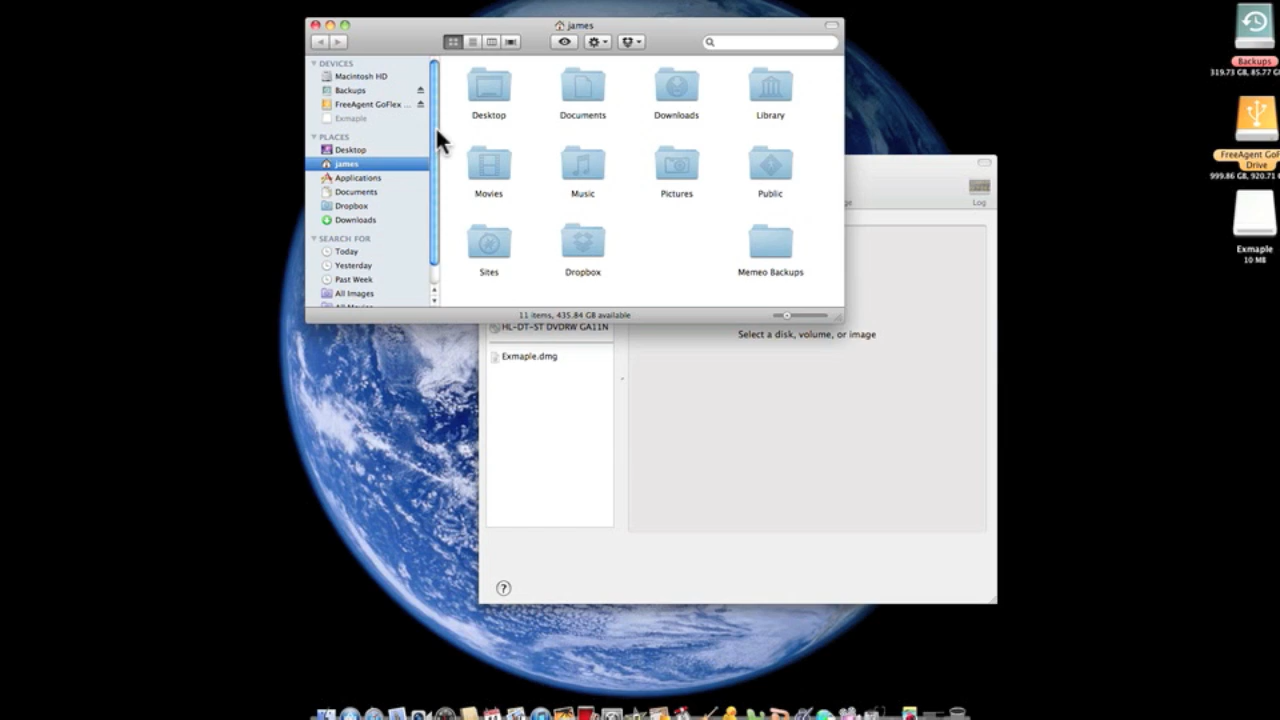 james
DEVICES
Macintosh HD
Backups
FreeAgent GoFlex ...
Exmaple
PLACES
Desktop
james
Applications
Documents
Dropbox
Downloads
SEARCH FOR
Today
Yesterday
Past Week
All Images
Desktop
Documents
Downloads
Library
Movies
Music
Pictures
Public
Sites
Dropbox
Memeo Backups
11 items, 435.84 GB available
Log
HL-DT-ST DVDRW GA11N
Exmaple.dmg
Select a disk, volume, or image
?
Backups
319.73 GB, 85.77 G
FreeAgent GoF
Drive
999.86 GB, 920.71
Exmaple
10 MB